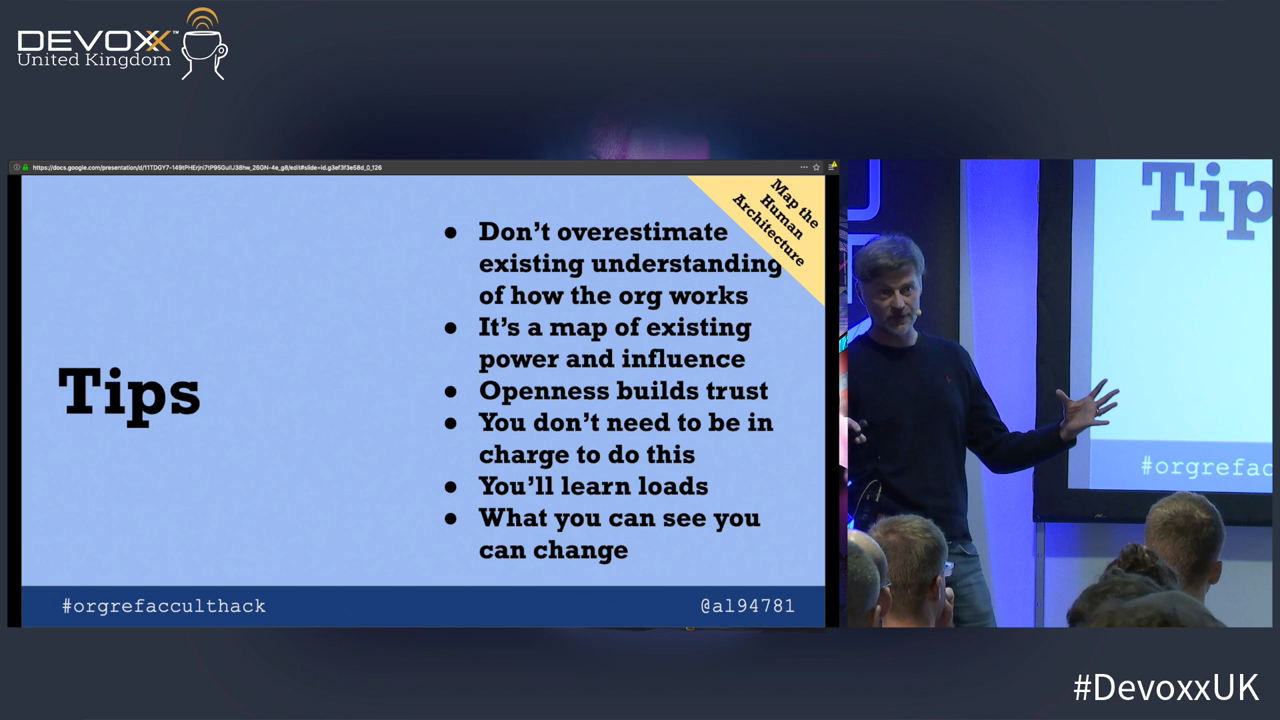 DEVOXX™
United Kingdom
Map the
Human
Architecture
Tips
● Don’t overestimate
existing understanding
of how the org works
● It’s a map of existing
power and influence
● Openness builds trust
● You don’t need to be in
charge to do this
● You’ll learn loads
● What you can see you
can change
#orgrefacculthack
@al94781
Tip
#orgrefac
#DevoxxUK